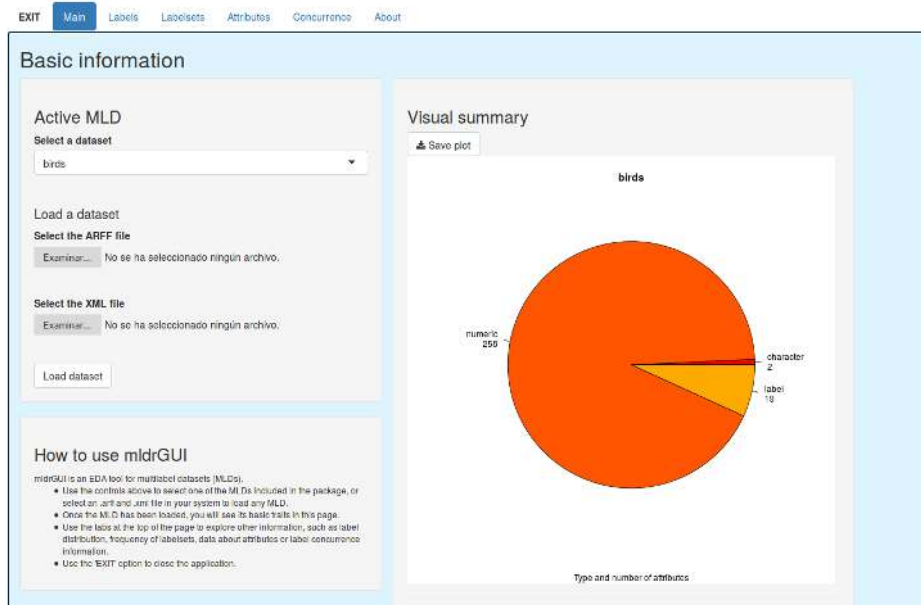 EXIT Main Labels Labelsets Attributes Concurrence About
Basic information
Active MLD
Select a dataset
birds
Load a dataset
Select the ARFF file
Examinar... No se ha seleccionado ningún archivo.
Select the XML file
Examinar... No se ha seleccionado ningún archivo.
Load dataset
How to use mldrGUI
mldrGUI is an EDA tool for multilabel datasets (MLDs).
● Use the controls above to select one of the MLDs included in the package, or
select an .arff and .xml file in your system to load any MLD.
● Once the MLD has been loaded, you will see its basic traits in this page.
● Use the tabs at the top of the page to explore other information, such as label
distribution, frequency of labelsets, data about attributes or label concurrence
information.
● Use the 'EXIT' option to close the application.
Visual summary
Save plot
birds
numeric
258
character
2
label
19
Type and number of attributes